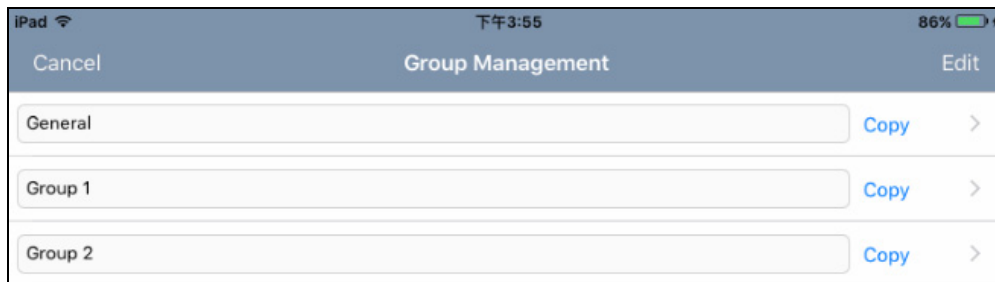 iPad 下午3:55 86%
Cancel Group Management Edit
General Copy
Group 1 Copy
Group 2 Copy